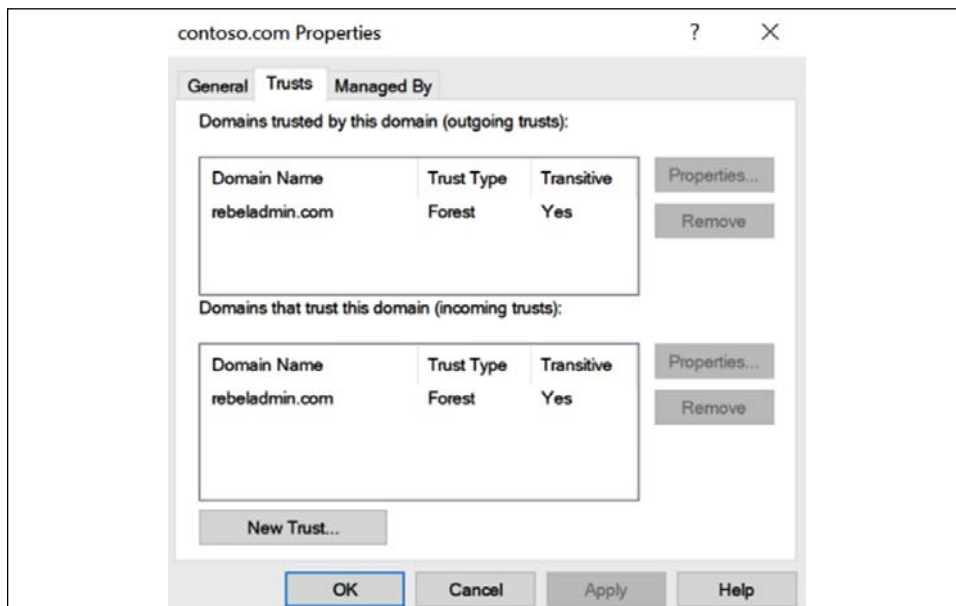 contoso.com Properties ?
General Trusts Managed By
Domains trusted by this domain (outgoing trusts):
Domain Name Trust Type Transitive Properties...
rebeladmin.com Forest Yes Remove
Domains that trust this domain (incoming trusts):
Domain Name Trust Type Transitive Properties...
rebeladmin.com Forest Yes Remove
New Trust...
OK Cancel Apply Help